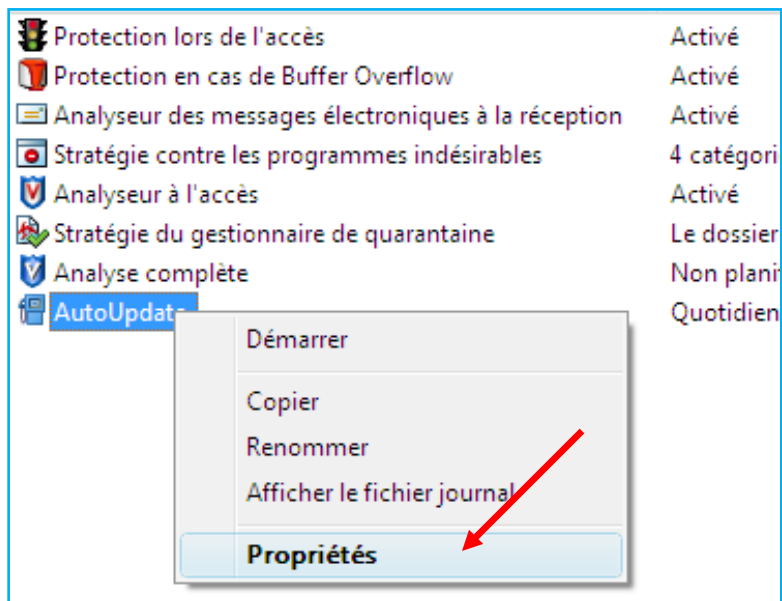 Protection lors de l'accès Activé
Protection en cas de Buffer Overflow Activé
Analyseur des messages électroniques à la réception Activé
Stratégie contre les programmes indésirables 4 catégori
Analyseur à l'accès Activé
Stratégie du gestionnaire de quarantaine Le dossier
Analyse complète Non plani
AutoUpdate Quotidien
Démarrer
Copier
Renommer
Afficher le fichier journal
Propriétés